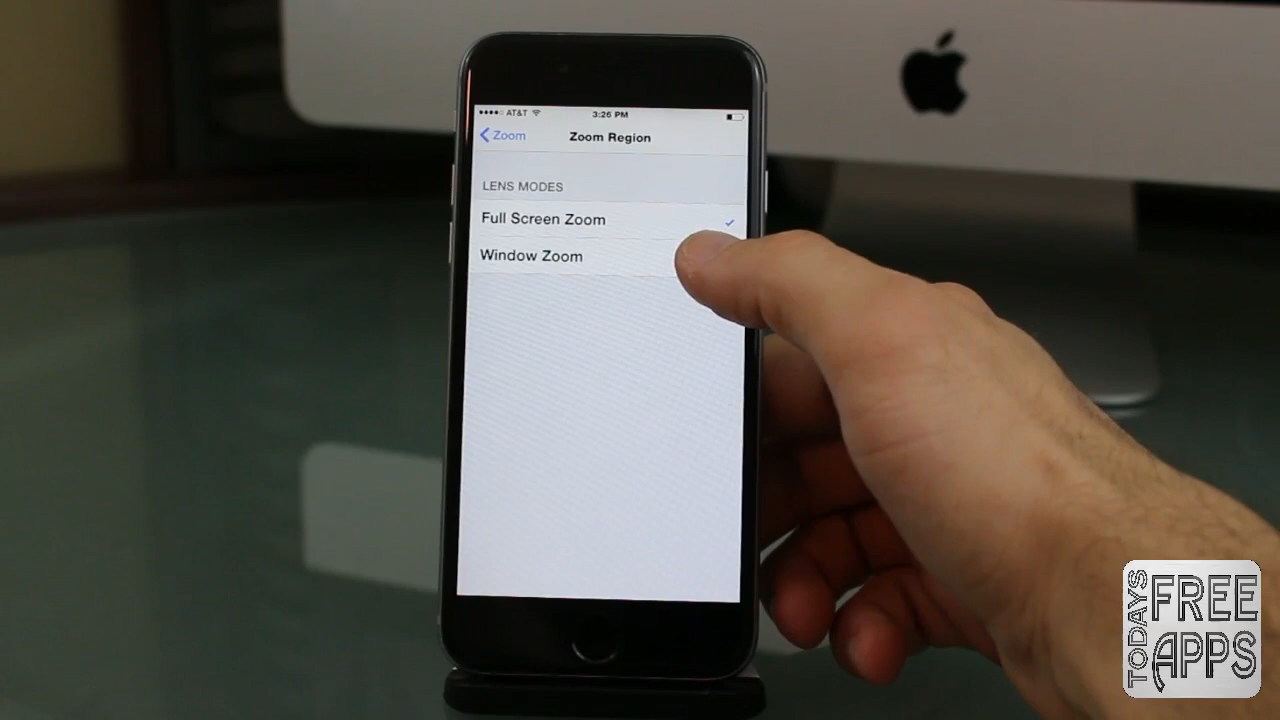 AT&T
3:26 PM
Zoom
Zoom Region
LENS MODES
Full Screen Zoom
Window Zoom
TODAYS
FREE
APPS